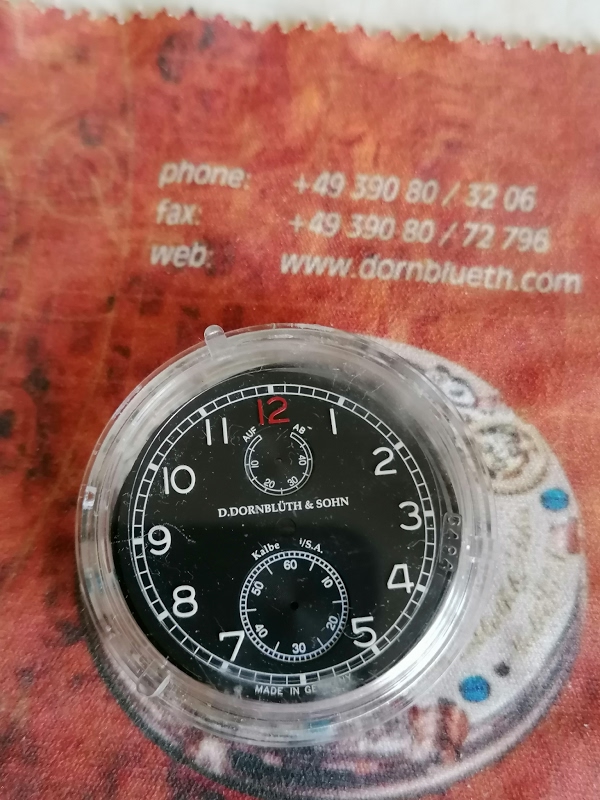 phone: +49 390 80 / 32 06
fax: +49 390 80 / 72 796
web: www.dornblueth.com
12
11 1
AUF AB
10 40
20 30
10 2
D.DORNBLÜTH & SOHN
9 3
Kalbe /S.A.
60
50 10
8 4
40 20
30
7 5
MADE IN